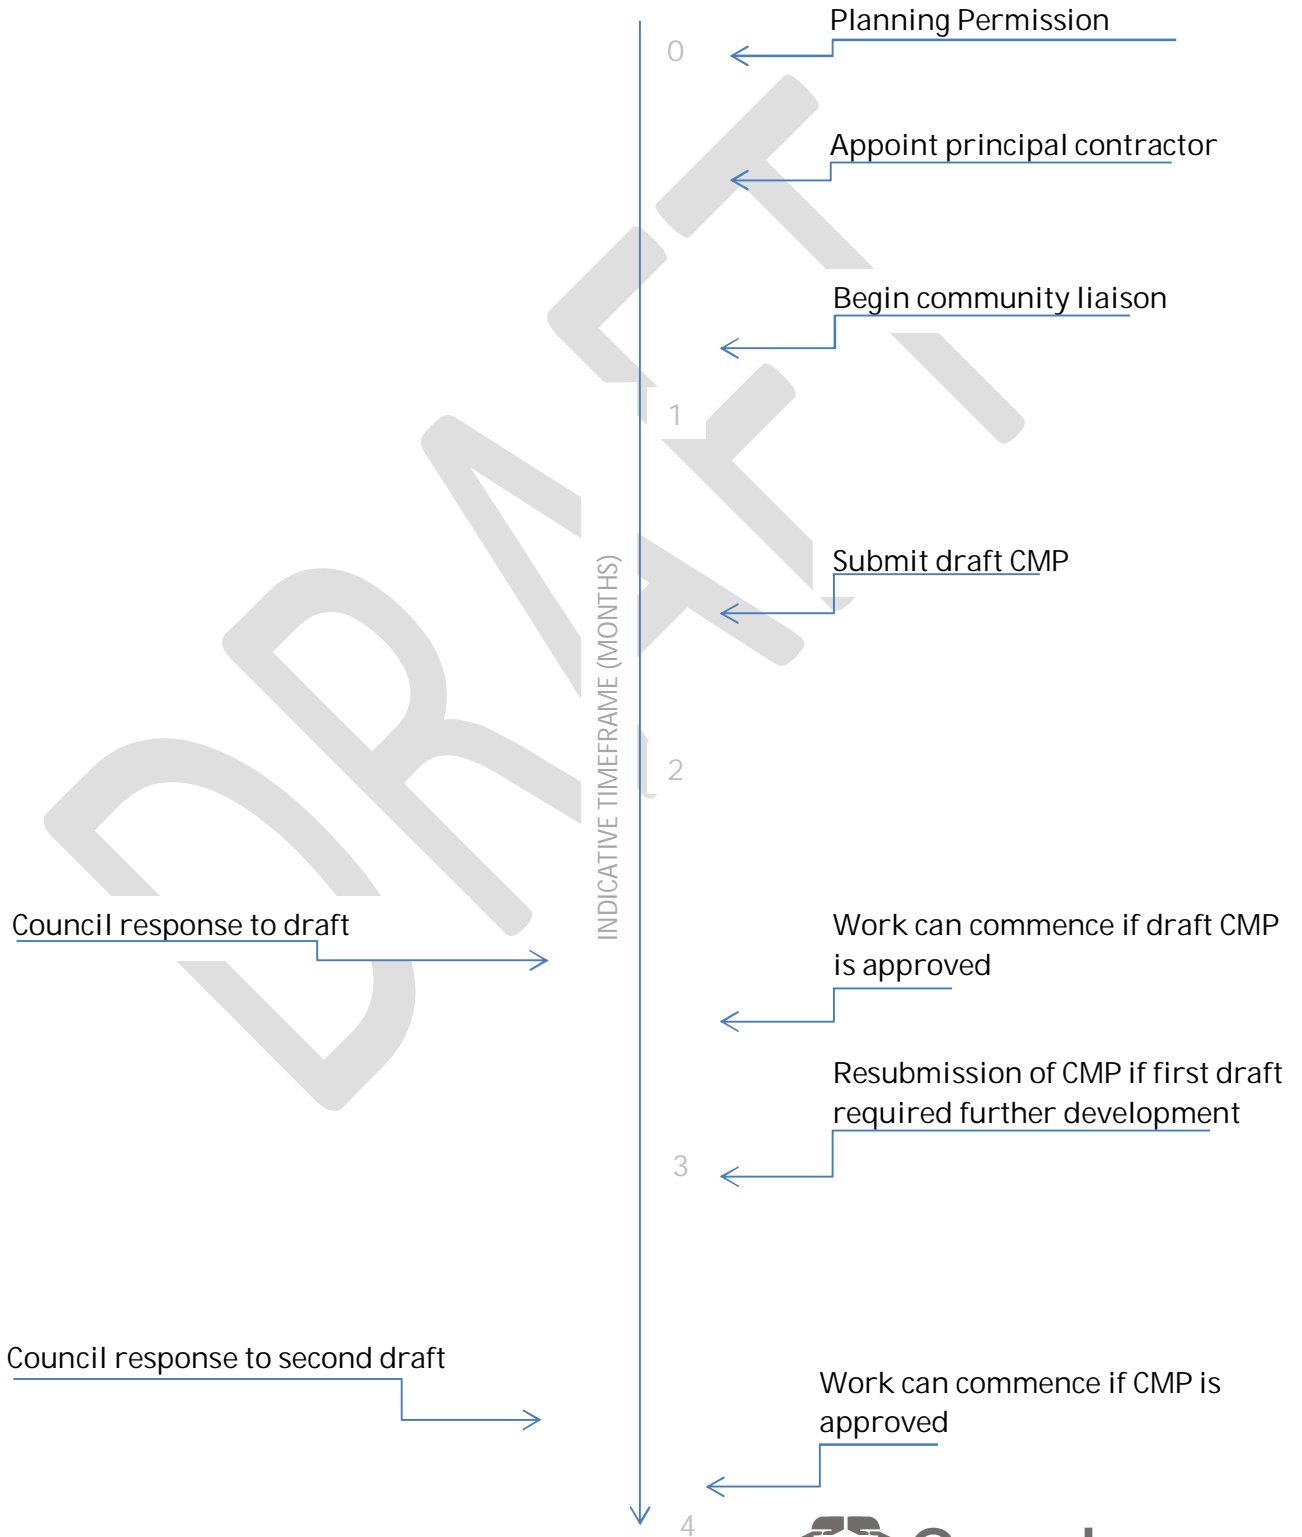 Planning Permission
0
Appoint principal contractor
Begin community liaison
1
Submit draft CMP
INDICATIVE TIMEFRAME (MONTHS)
2
Council response to draft
Work can commence if draft CMP
is approved
Resubmission of CMP if first draft
required further development
3
Council response to second draft
Work can commence if CMP is
approved
4
DRAFT